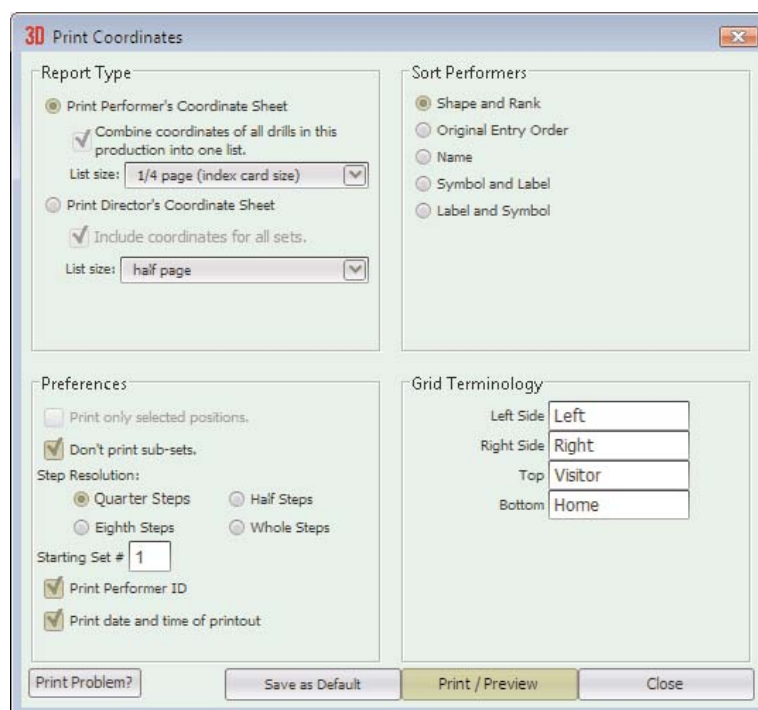 3D Print Coordinates
Report Type
Print Performer's Coordinate Sheet
Combine coordinates of all drills in this
production into one list.
List size: 1/4 page (index card size)
Print Director's Coordinate Sheet
Include coordinates for all sets.
List size: half page
Sort Performers
Shape and Rank
Original Entry Order
Name
Symbol and Label
Label and Symbol
Preferences
Print only selected positions.
Don't print sub-sets.
Step Resolution:
Quarter Steps Half Steps
Eighth Steps Whole Steps
Starting Set # 1
Print Performer ID
Print date and time of printout
Grid Terminology
Left Side Left
Right Side Right
Top Visitor
Bottom Home
Print Problem? Save as Default Print / Preview Close